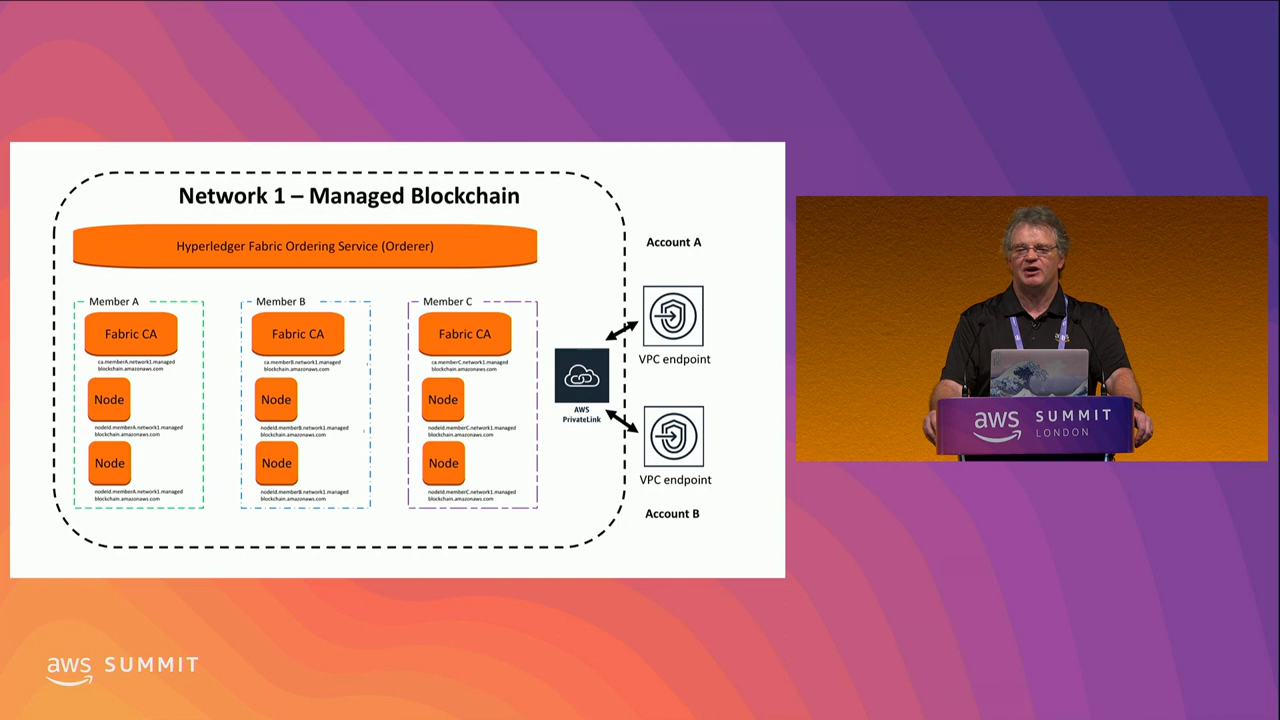 Network 1 – Managed Blockchain
Hyperledger Fabric Ordering Service (Orderer)
Member A
Fabric CA
ca.memberA.network1.managed
blockchain.amazonaws.com
Node
nodeId.memberA.network1.managed
blockchain.amazonaws.com
Node
nodeId.memberA.network1.managed
blockchain.amazonaws.com
Member B
Fabric CA
ca.memberB.network1.managed
blockchain.amazonaws.com
Node
nodeId.memberB.network1.managed
blockchain.amazonaws.com
Node
nodeId.memberB.network1.managed
blockchain.amazonaws.com
Member C
Fabric CA
ca.memberC.network1.managed
blockchain.amazonaws.com
Node
nodeId.memberC.network1.managed
blockchain.amazonaws.com
Node
nodeId.memberC.network1.managed
blockchain.amazonaws.com
AWS
PrivateLink
Account A
VPC endpoint
VPC endpoint
Account B
aws SUMMIT
LONDON
aws SUMMIT